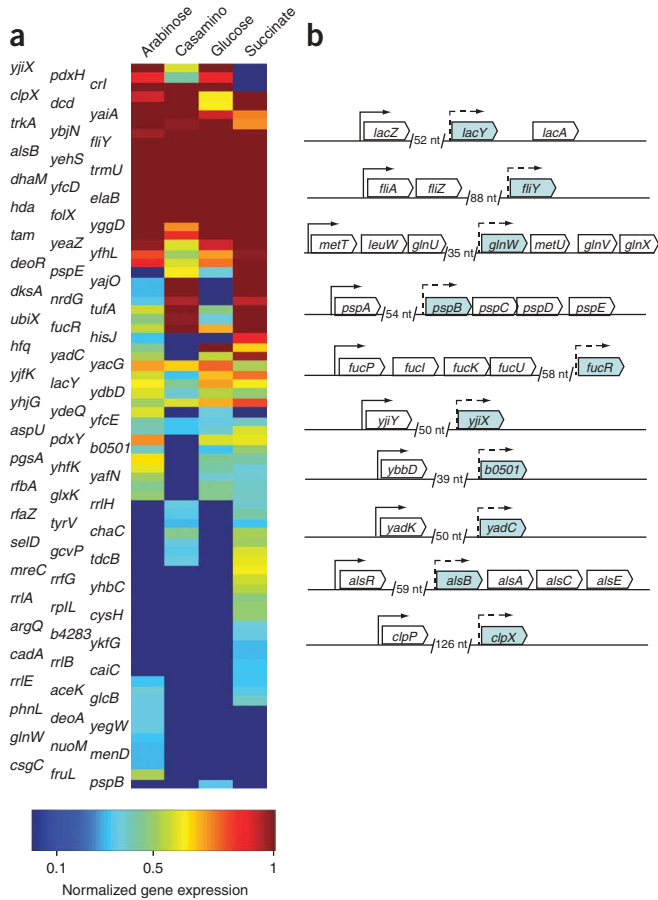 a
b
Arabinose Casamino Glucose Succinate
yjiX pdxH crl
clpX dcd yaiA
trkA ybjN fliY
alsB yehS trmU
dhaM yfcD elaB
hda folX yggD
tam yeaZ yfhL
deoR pspE yajO
dksA nrdG tufA
ubiX fucR hisJ
hfq yadC yacG
yjfK lacY ydbD
yhjG ydeQ yfcE
aspU pdxY b0501
pgsA yhfK yafN
rfbA glxK rrlH
rfaZ tyrV chaC
selD gcvP tdcB
mreC rrfG yhbC
rrlA rplL cysH
argQ b4283 ykfG
cadA rrlB caiC
rrlE aceK glcB
phnL deoA yegW
glnW nuoM menD
csgC fruL pspB
0.1 0.5 1
Normalized gene expression
lacZ 52 nt lacY lacA
fliA fliZ 88 nt fliY
metT leuW glnU 35 nt glnW metU glnV glnX
pspA 54 nt pspB pspC pspD pspE
fucP fucI fucK fucU 58 nt fucR
yjiY 50 nt yjiX
ybbD 39 nt b0501
yadK 50 nt yadC
alsR 59 nt alsB alsA alsC alsE
clpP 126 nt clpX